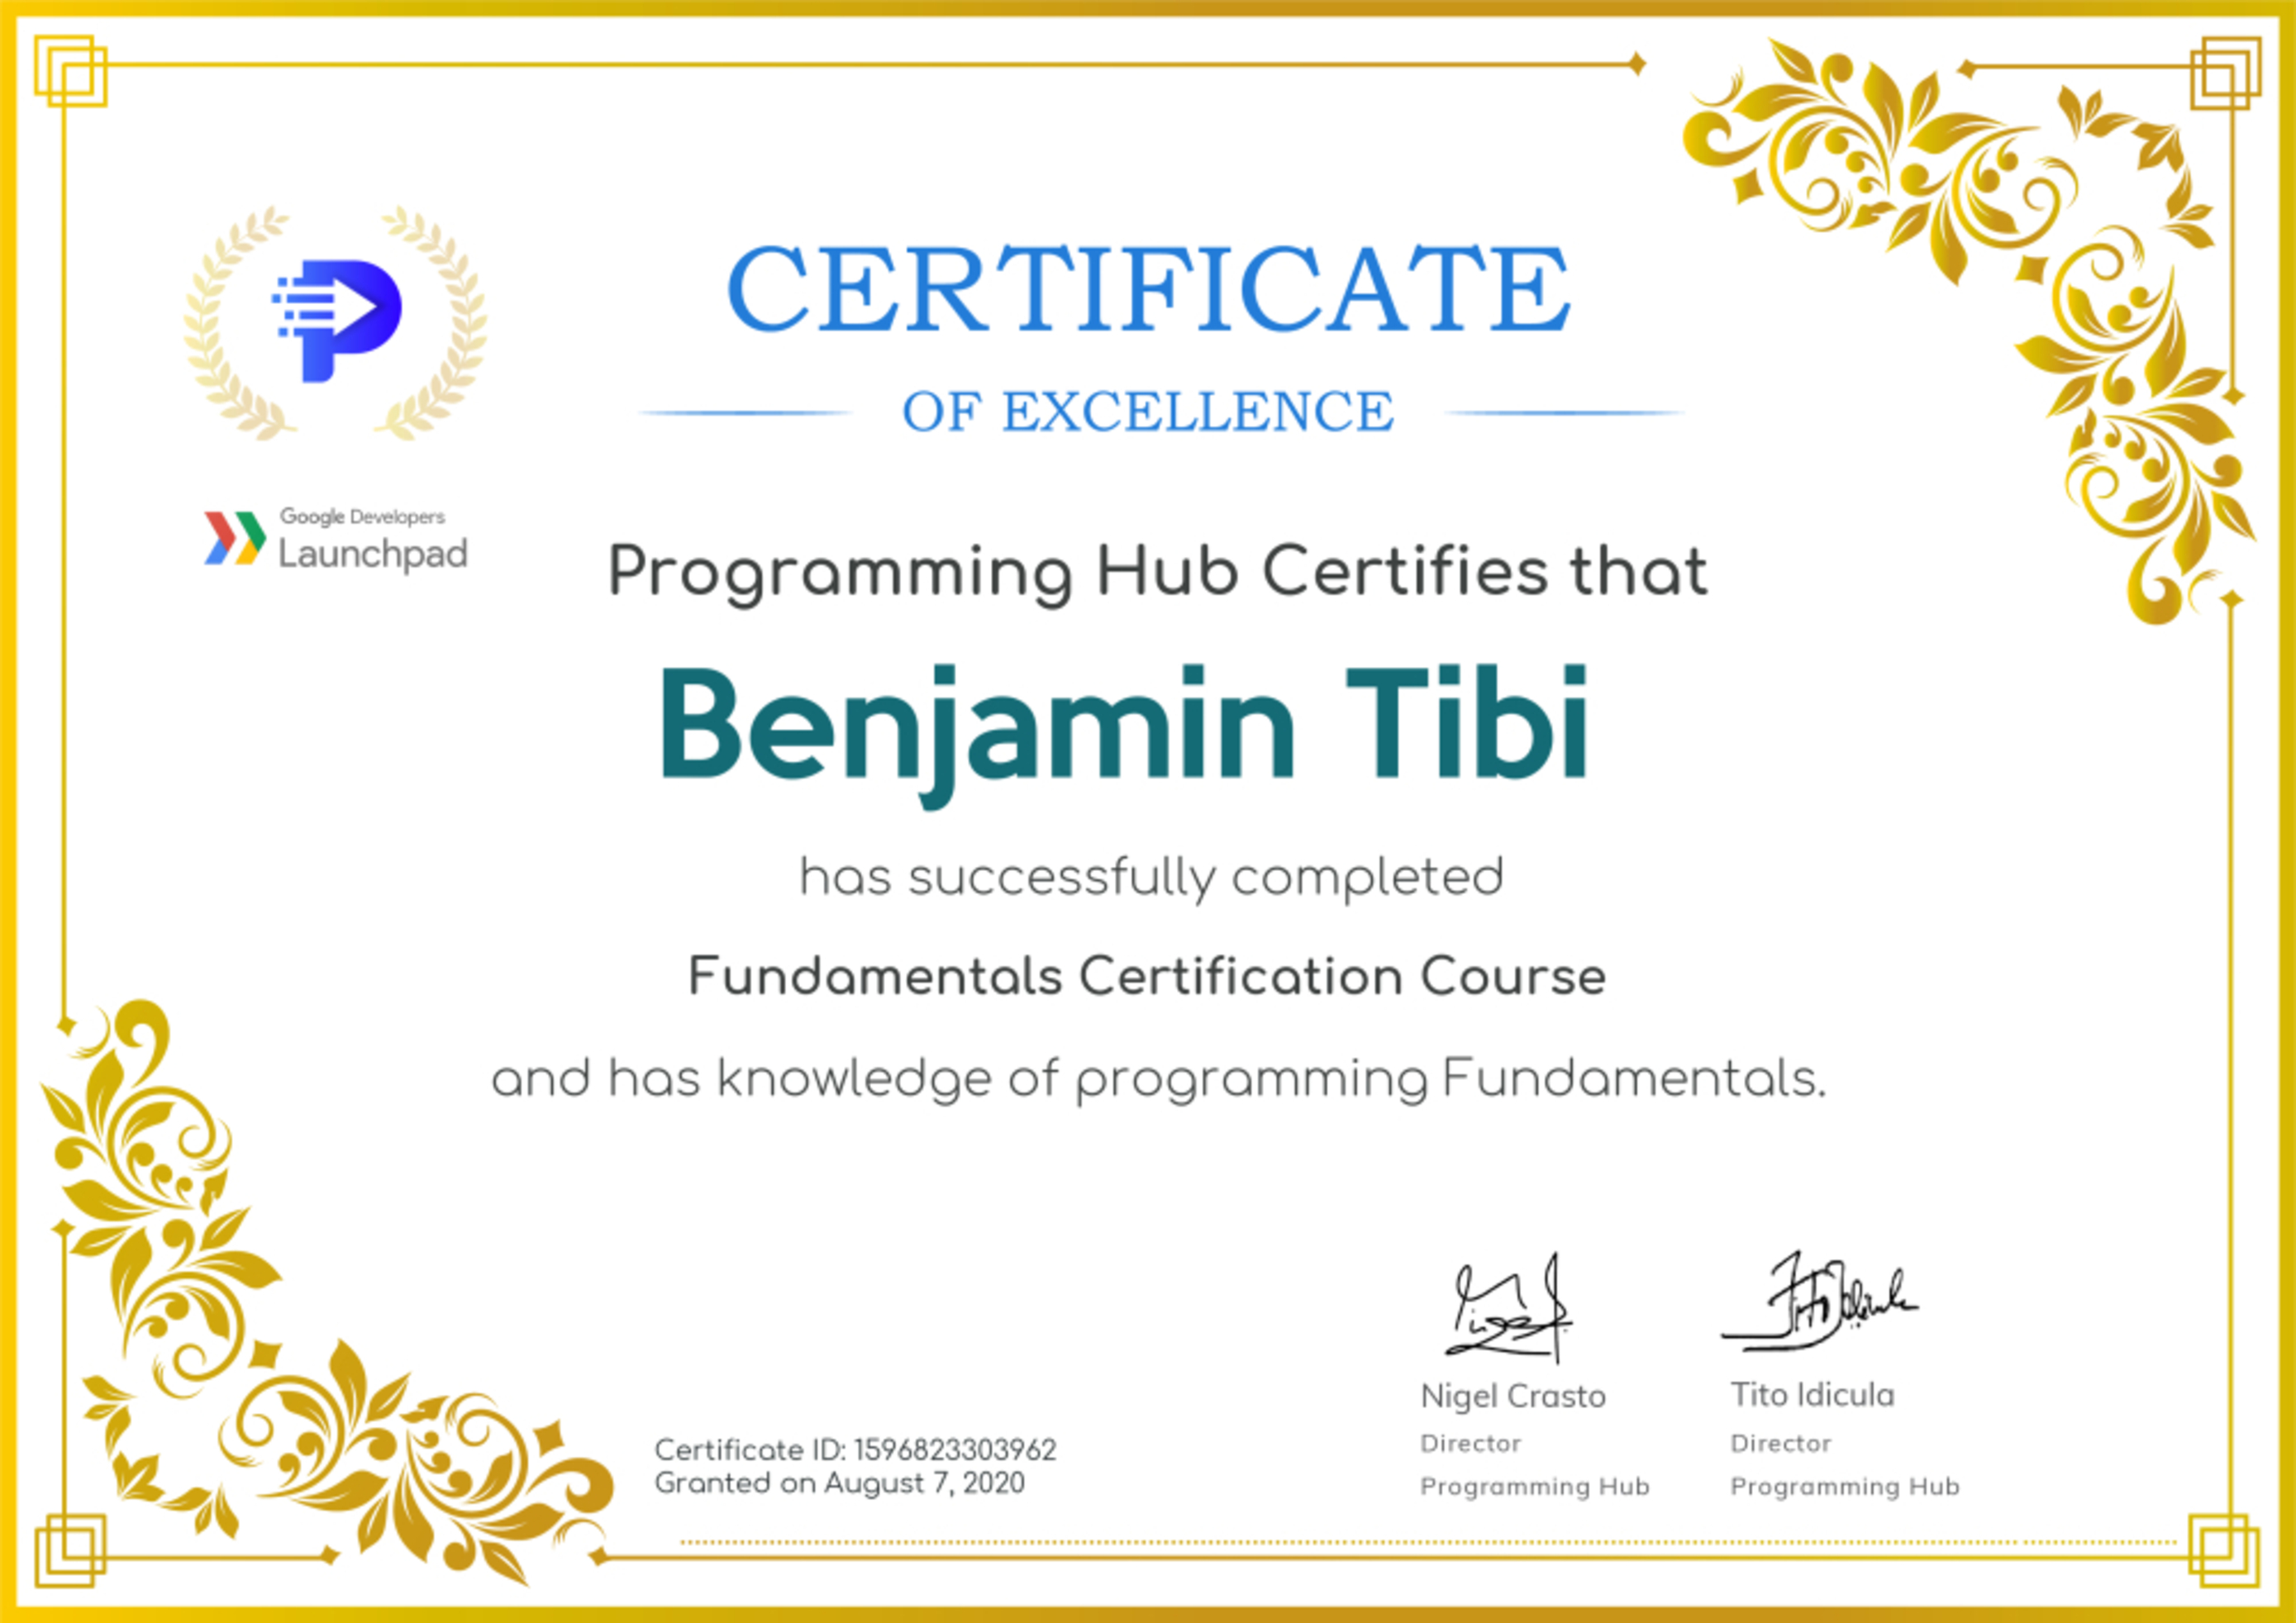 CERTIFICATE
OF EXCELLENCE
Google Developers
Launchpad
Programming Hub Certifies that
Benjamin Tibi
has successfully completed
Fundamentals Certification Course
and has knowledge of programming Fundamentals.
Certificate ID: 1596823303962
Granted on August 7, 2020
Nigel Crasto
Director
Programming Hub
Tito Idicula
Director
Programming Hub